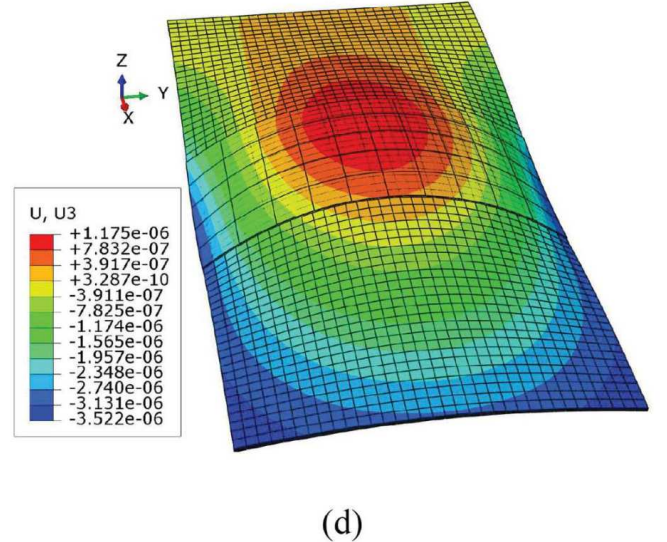 Z
Y
X
U, U3
+1.175e-06
+7.832e-07
+3.917e-07
+3.287e-10
-3.911e-07
-7.825e-07
-1.174e-06
-1.565e-06
-1.957e-06
-2.348e-06
-2.740e-06
-3.131e-06
-3.522e-06
(d)